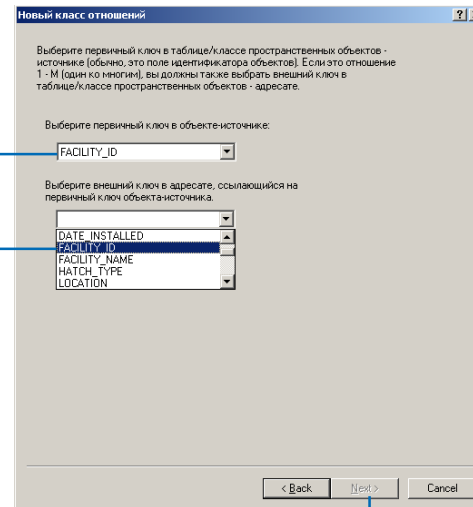 Новый класс отношений
Выберите первичный ключ в таблице/классе пространственных объектов -
источнике (обычно, это поле идентификатора объектов). Если это отношение
1 - М (один ко многим), вы должны также выбрать внешний ключ в
таблице/классе пространственных объектов - адресате.
Выберите первичный ключ в объекте-источнике:
FACILITY_ID
Выберите внешний ключ в адресате, ссылающийся на
первичный ключ объекта-источника.
DATE_INSTALLED
FACILITY_ID
FACILITY_NAME
HATCH_TYPE
LOCATION
< Back Next > Cancel